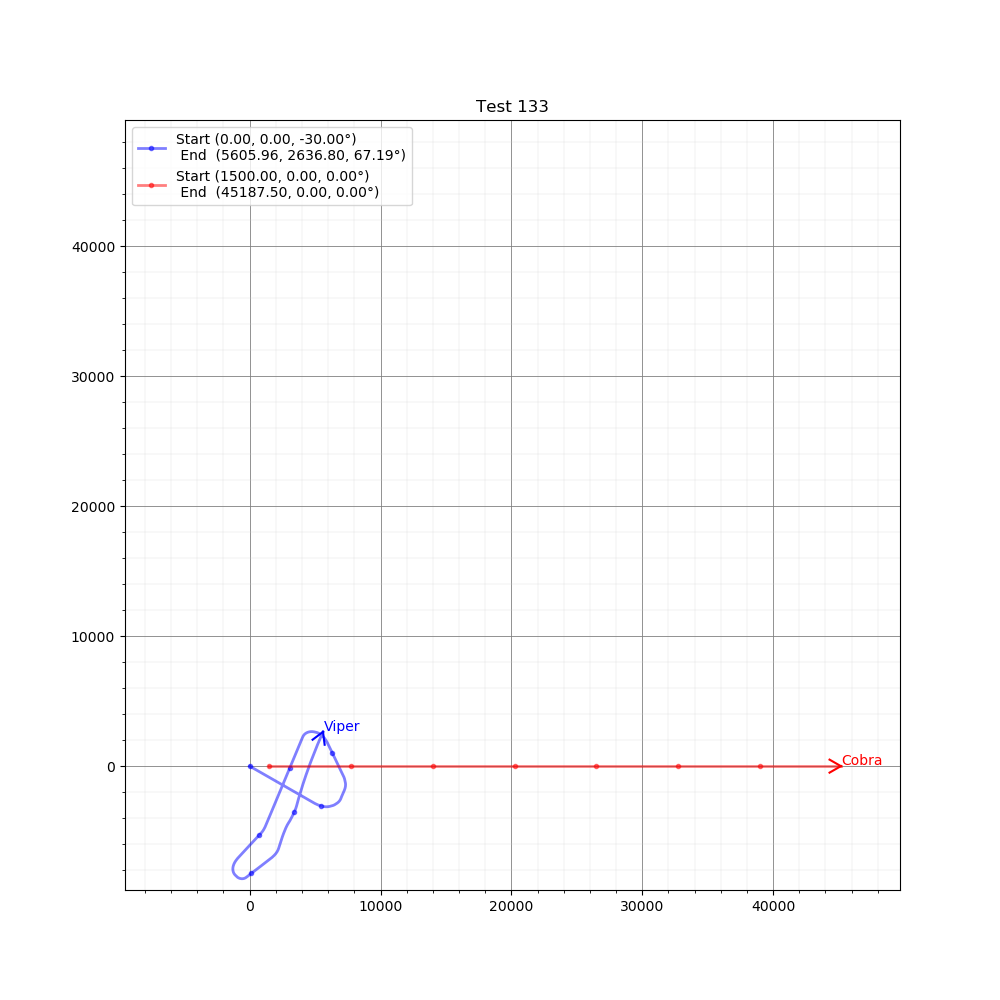 Test 133
Start (0.00, 0.00, -30.00°)
End (5605.96, 2636.80, 67.19°)
Start (1500.00, 0.00, 0.00°)
End (45187.50, 0.00, 0.00°)
40000
30000
20000
10000
0
Viper
Cobra
0
10000
20000
30000
40000